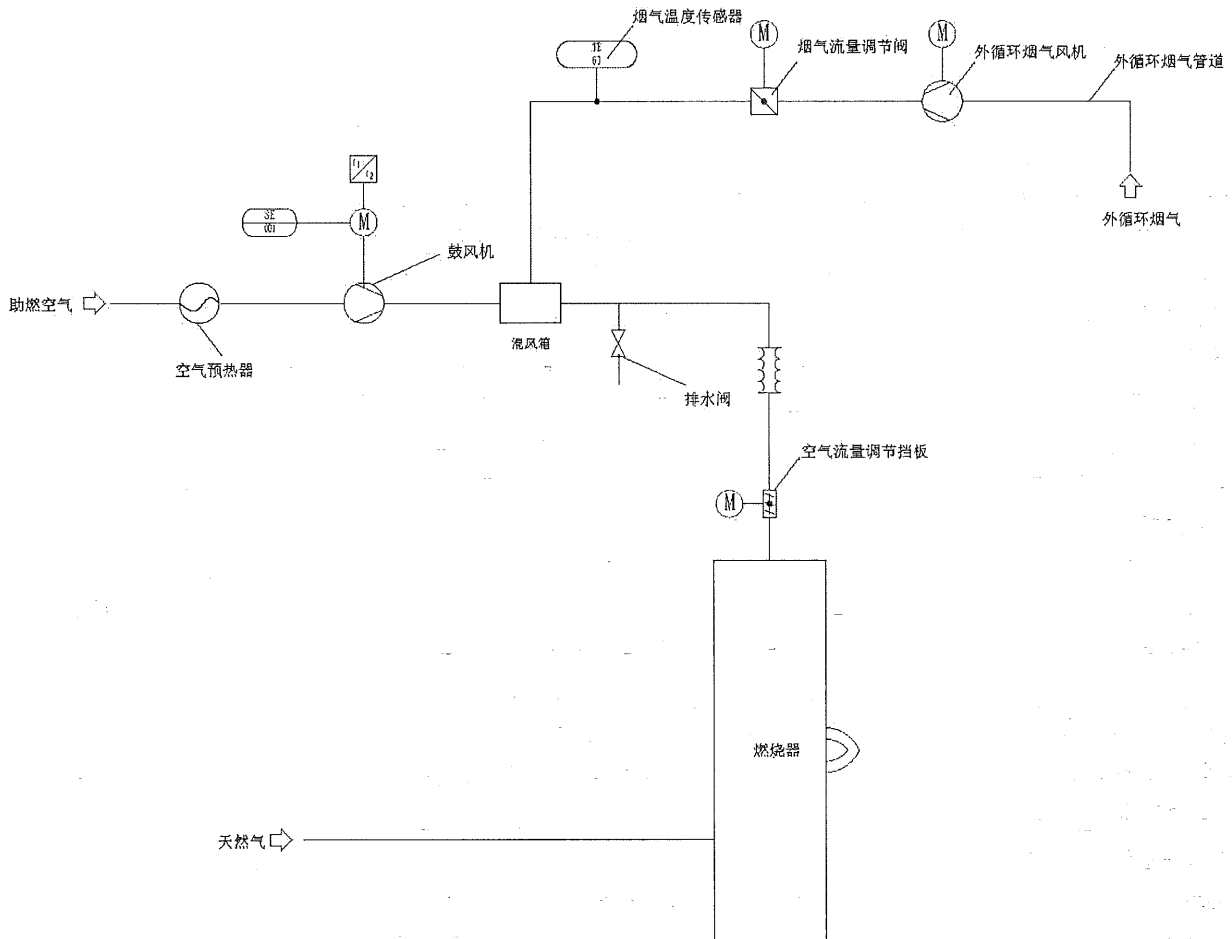 烟气温度传感器
M
烟气流量调节阀
M
外循环烟气风机
外循环烟气管道
外循环烟气
M
鼓风机
助燃空气
空气预热器
混风箱
排水阀
空气流量调节挡板
M
燃烧器
天然气